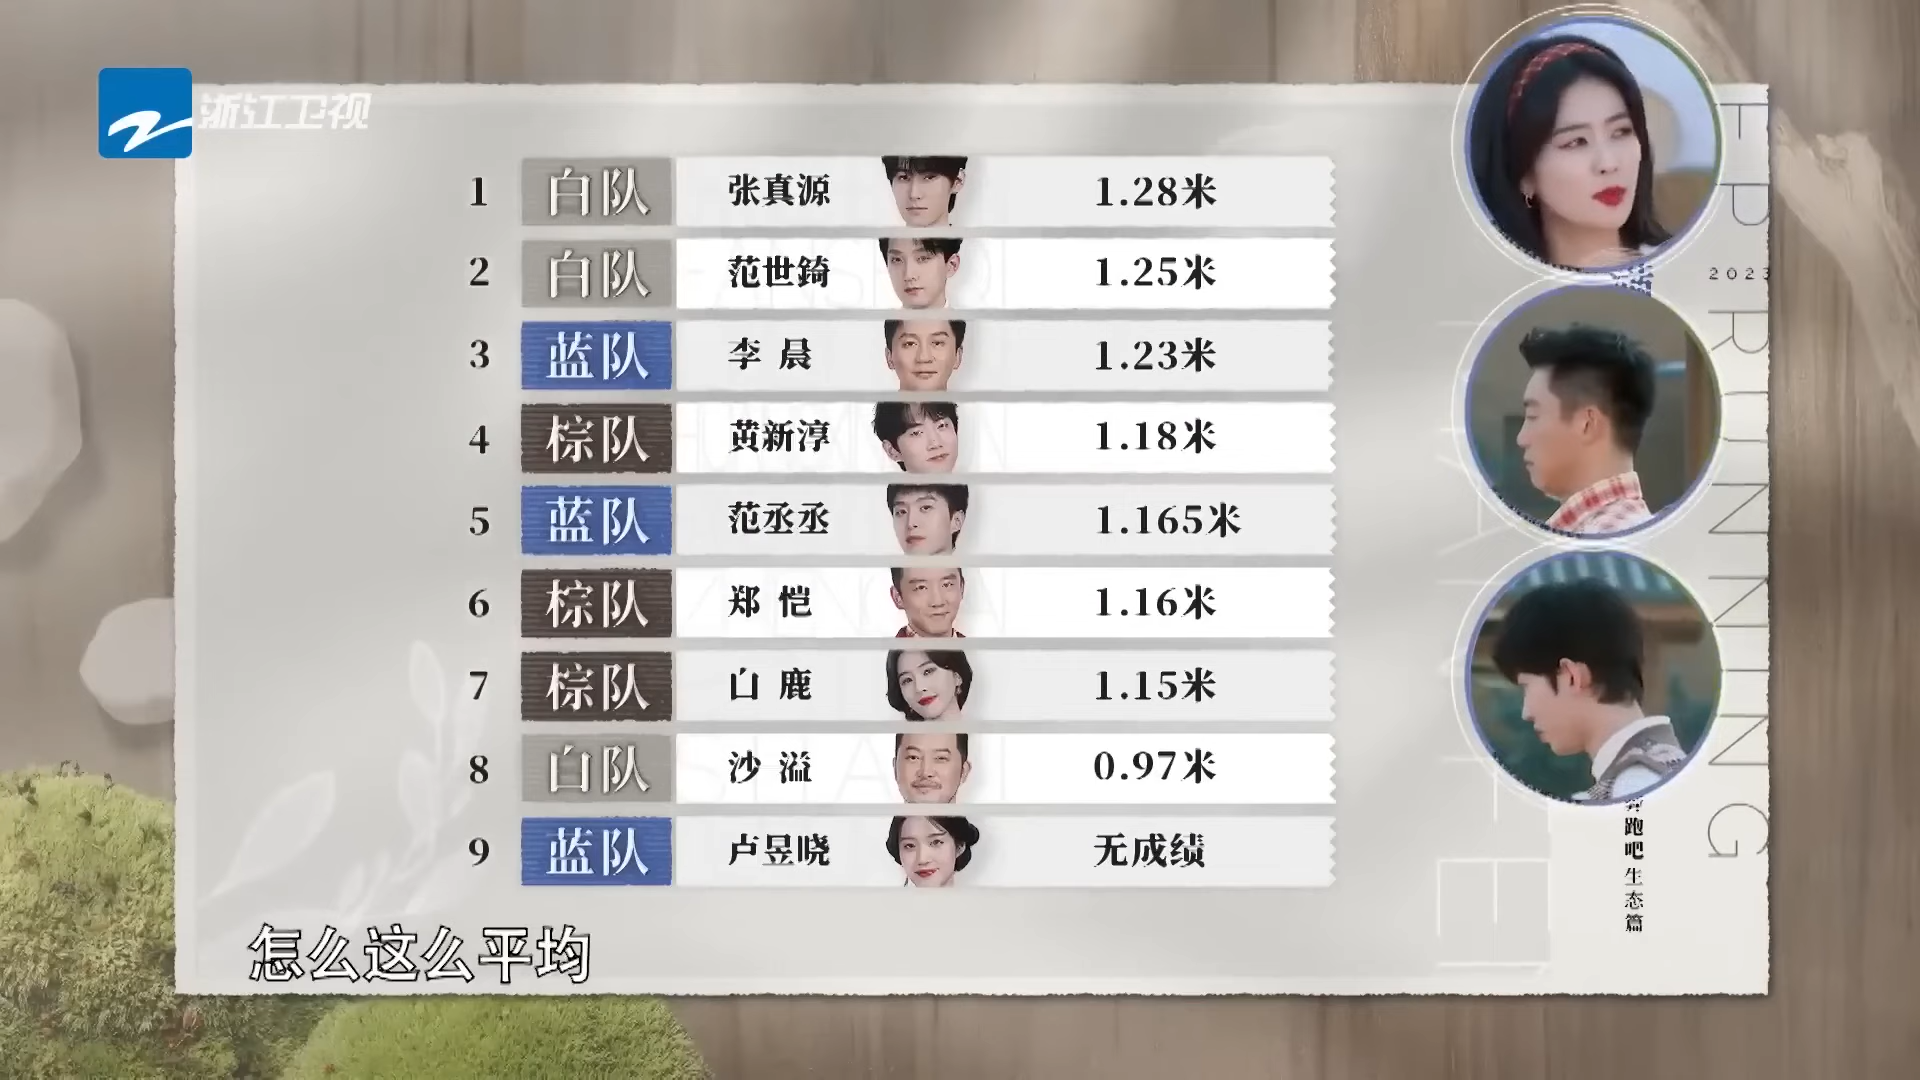 浙江卫视
1 白队 张真源 1.28米
2 白队 范世錡 1.25米
3 蓝队 李晨 1.23米
4 棕队 黄新淳 1.18米
5 蓝队 范丞丞 1.165米
6 棕队 郑恺 1.16米
7 棕队 白鹿 1.15米
8 白队 沙溢 0.97米
9 蓝队 卢昱晓 无成绩
2023
RUNNING
奔跑吧生态篇
怎么这么平均